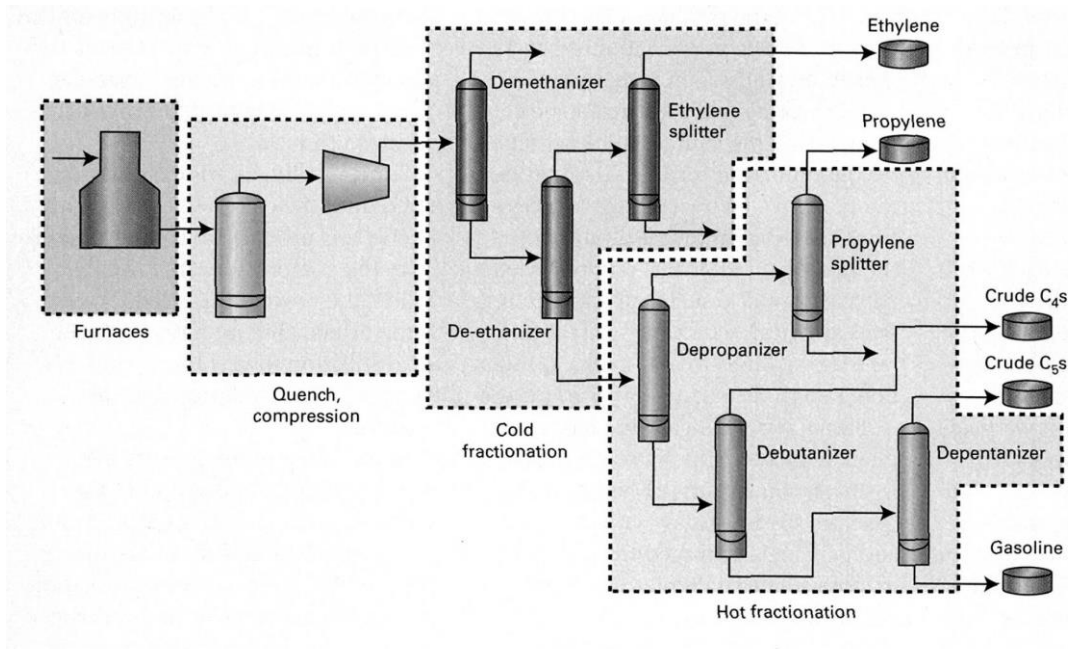 Ethylene
Demethanizer
Ethylene
splitter
Propylene
Propylene
splitter
Furnaces
De-ethanizer
Depropanizer
Crude C₄s
Quench,
compression
Crude C₅s
Cold
fractionation
Debutanizer
Depentanizer
Gasoline
Hot fractionation